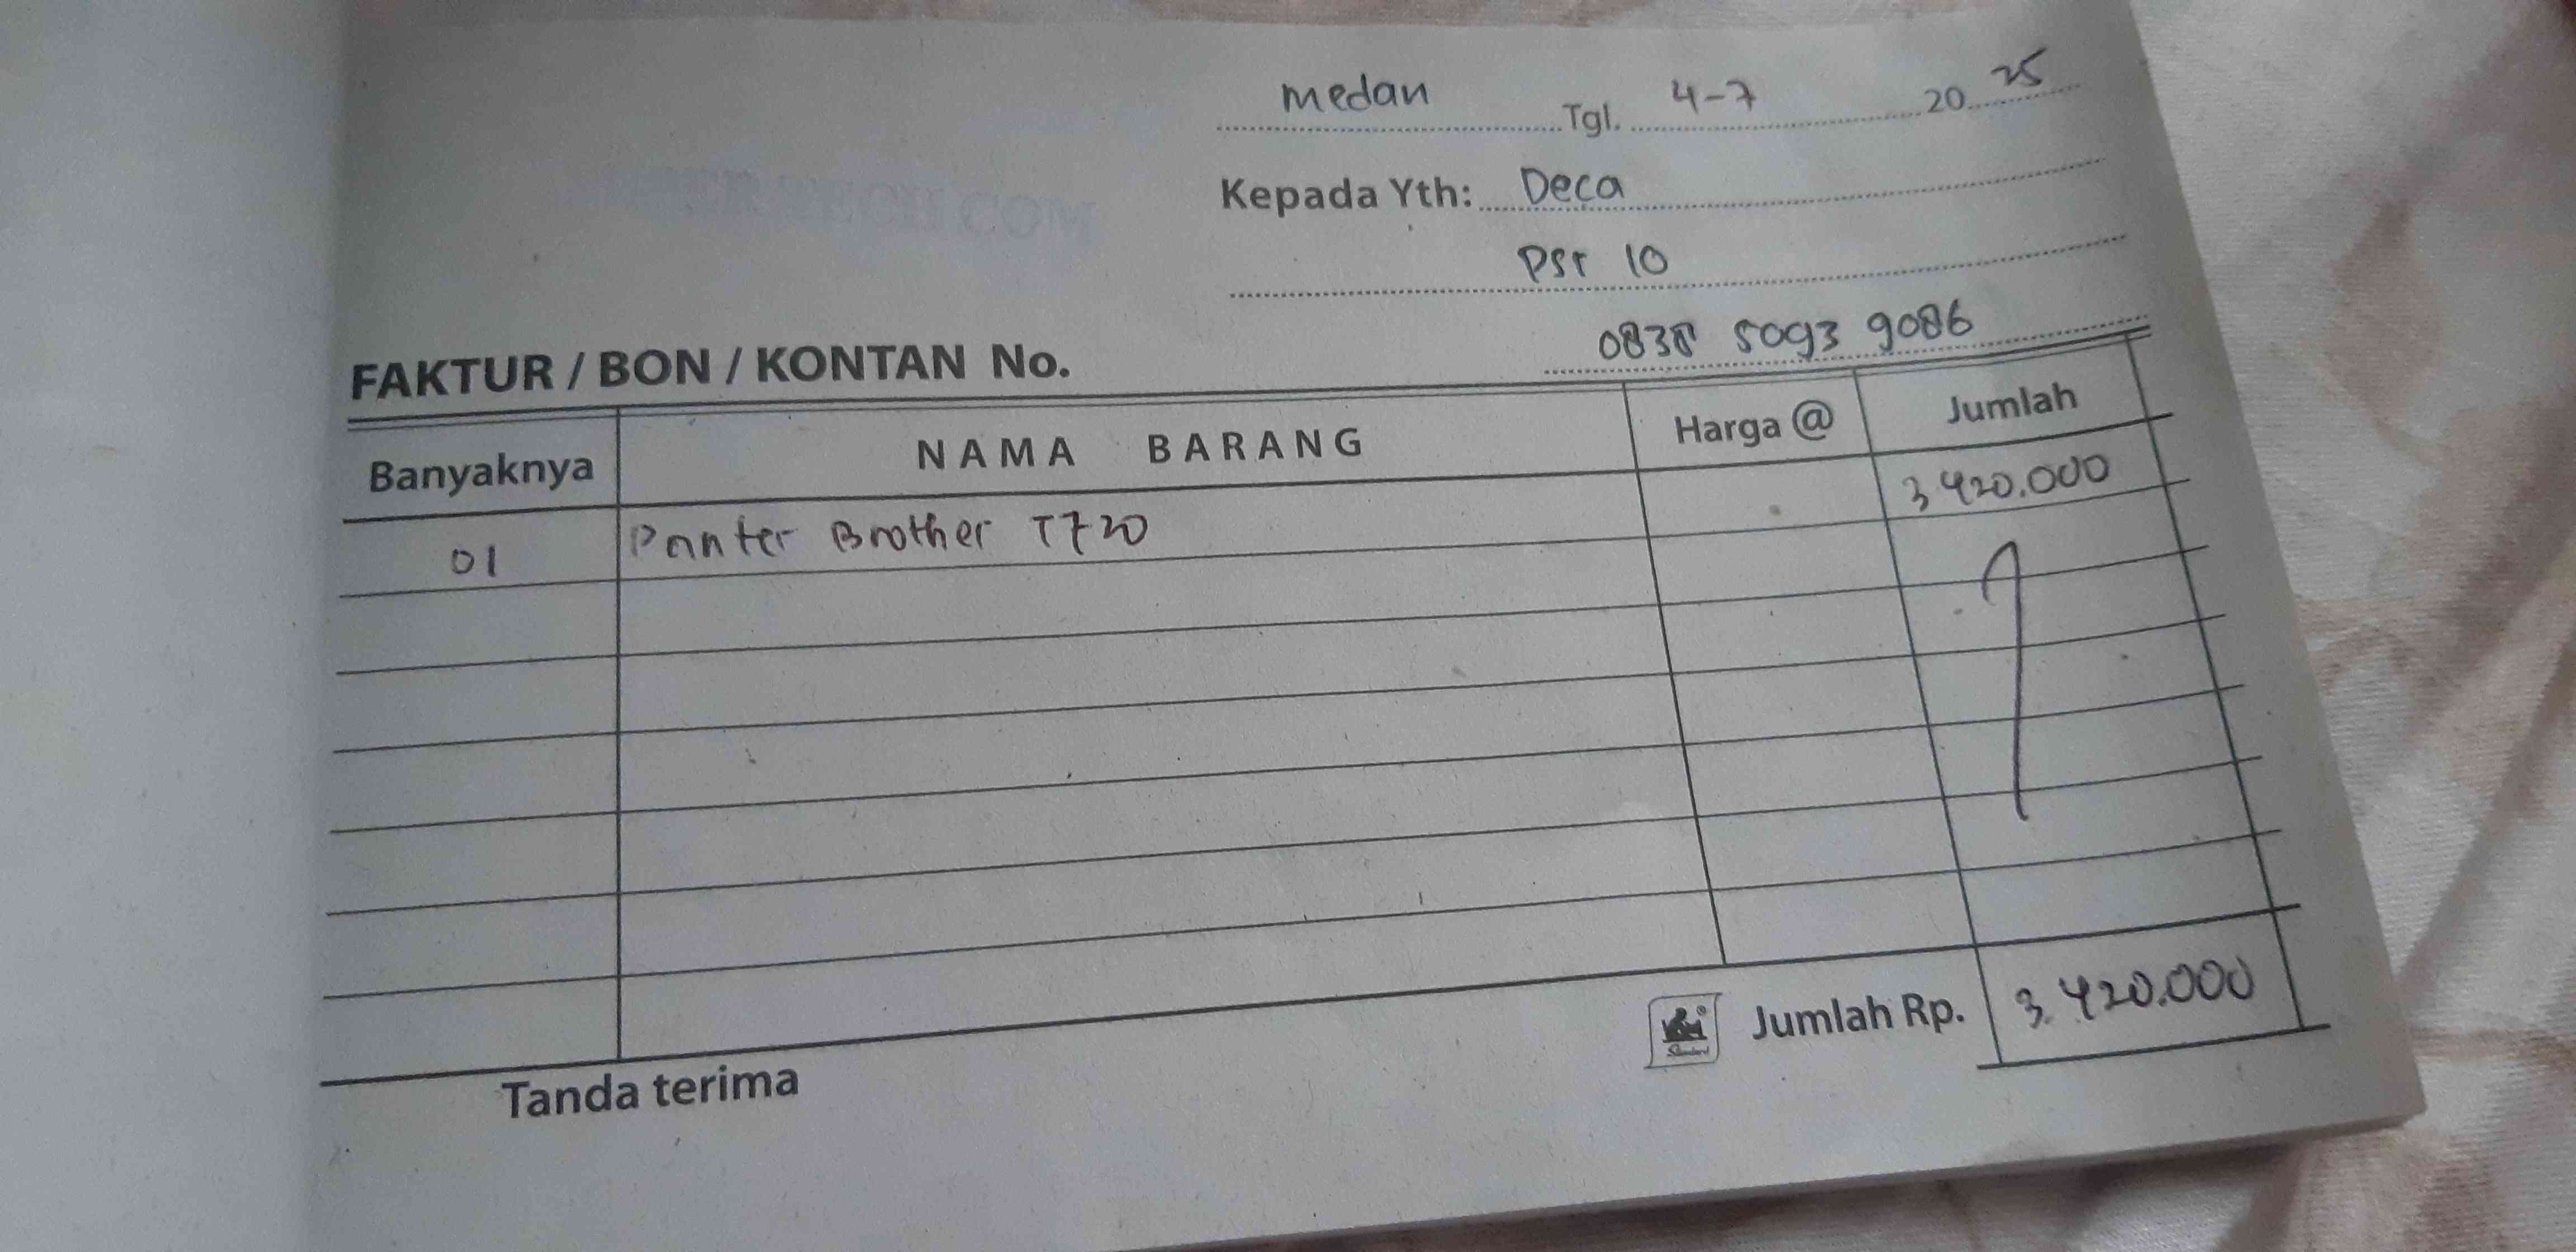 medan Tgl. 4-7 20 25
Kepada Yth: Deca
Psr 10
0838 5093 9086
FAKTUR / BON / KONTAN No.
Banyaknya NAMA BARANG Harga @ Jumlah
01 Prnter Brother T720 3 420.000
Jumlah Rp. 3.420.000
Tanda terima